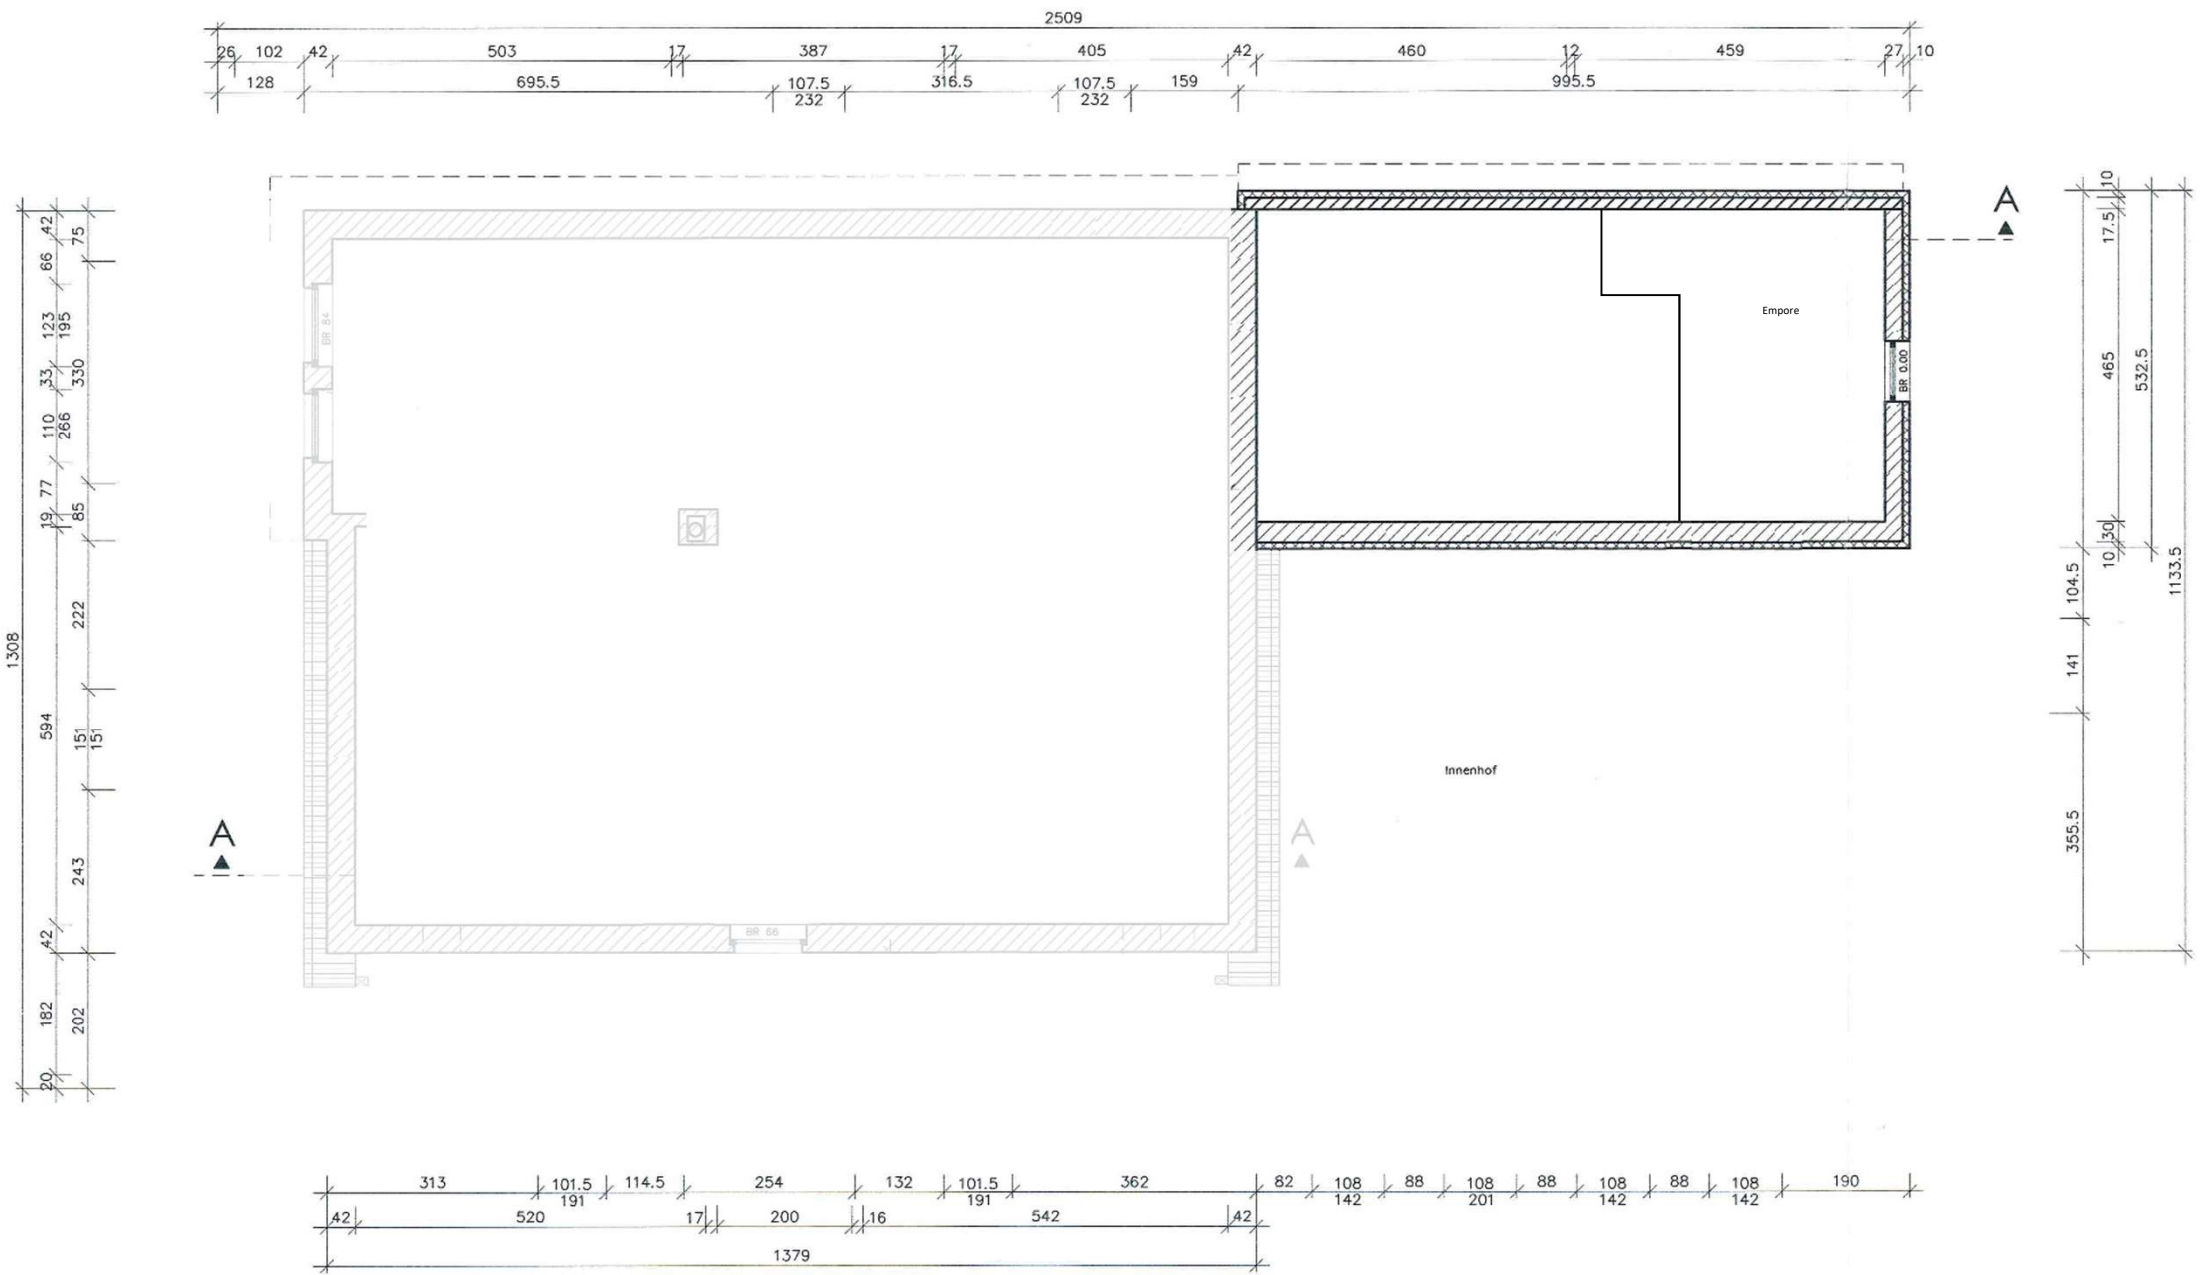 2509
26 102 42 503 17 387 17 405 42 460 12 459 27 10
128 695.5 107.5 316.5 107.5 159 995.5
232 232
A
Empore
BR 84
BR 0.00
42 66 123 33 110 77 19 594 42 182 20
195 266
75 330 85 222 151 243 202
151
1308
10 17.5 465 30 10
532.5
1133.5
104.5 141 355.5
Innenhof
A
A
BR 66
313 101.5 114.5 254 132 101.5 362 82 108 88 108 88 108 88 108 190
191 191 142 201 142 142
42 520 17 200 16 542 42
1379